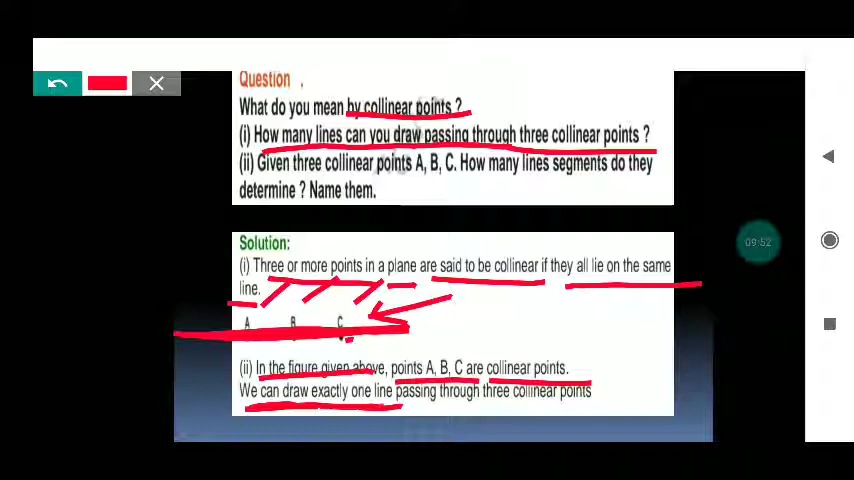 Question .
What do you mean by collinear points ?
(i) How many lines can you draw passing through three collinear points ?
(ii) Given three collinear points A, B, C. How many lines segments do they
determine ? Name them.
09:52
Solution:
(i) Three or more points in a plane are said to be collinear if they all lie on the same
line.
A B C
(ii) In the figure given above, points A, B, C are collinear points.
We can draw exactly one line passing through three collinear points